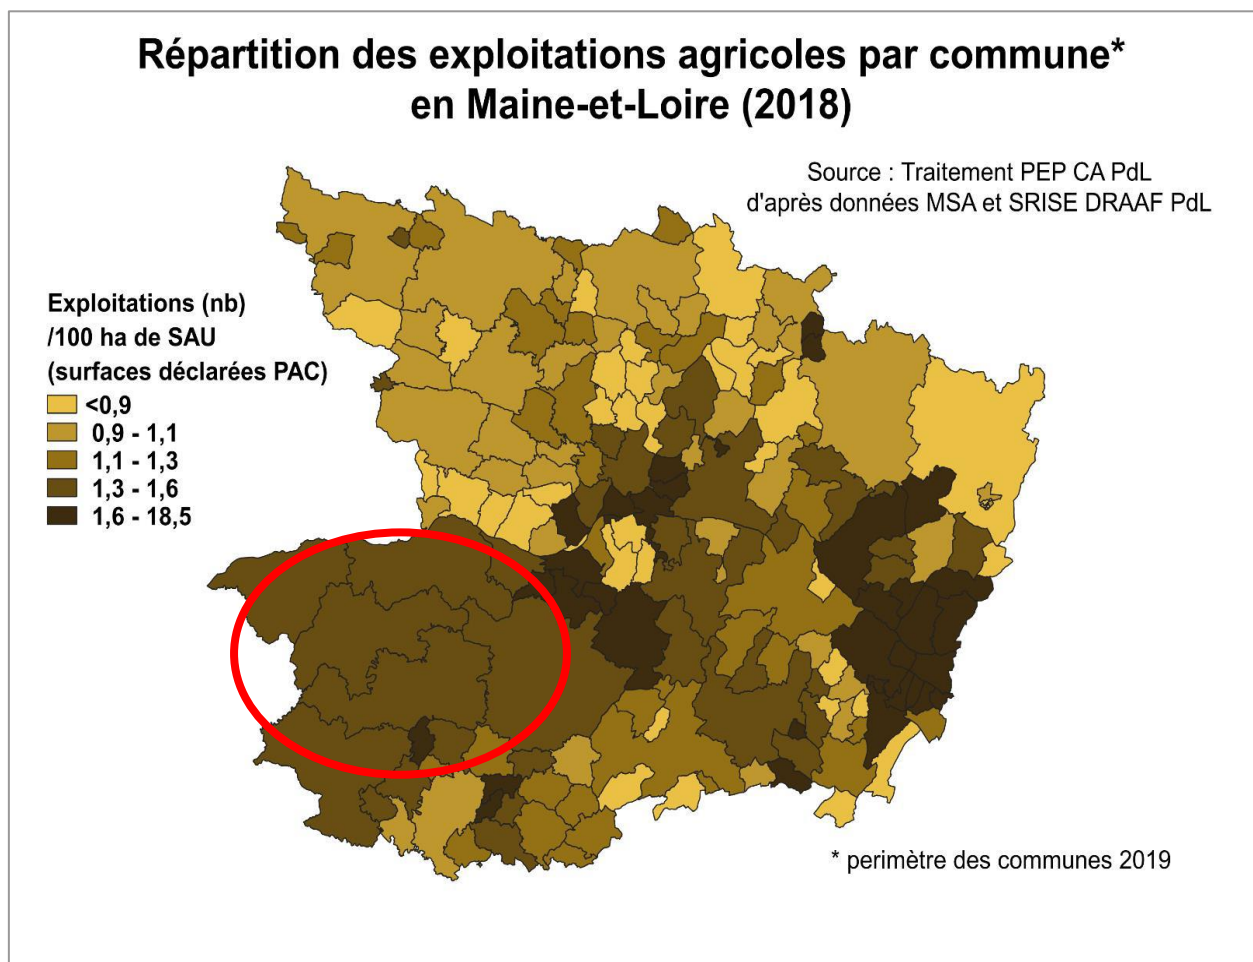 Répartition des exploitations agricoles par commune*
en Maine-et-Loire (2018)
Source : Traitement PEP CA PdL
d'après données MSA et SRISE DRAAF PdL
Exploitations (nb)
/100 ha de SAU
(surfaces déclarées PAC)
<0,9
0,9 - 1,1
1,1 - 1,3
1,3 - 1,6
1,6 - 18,5
* perimètre des communes 2019